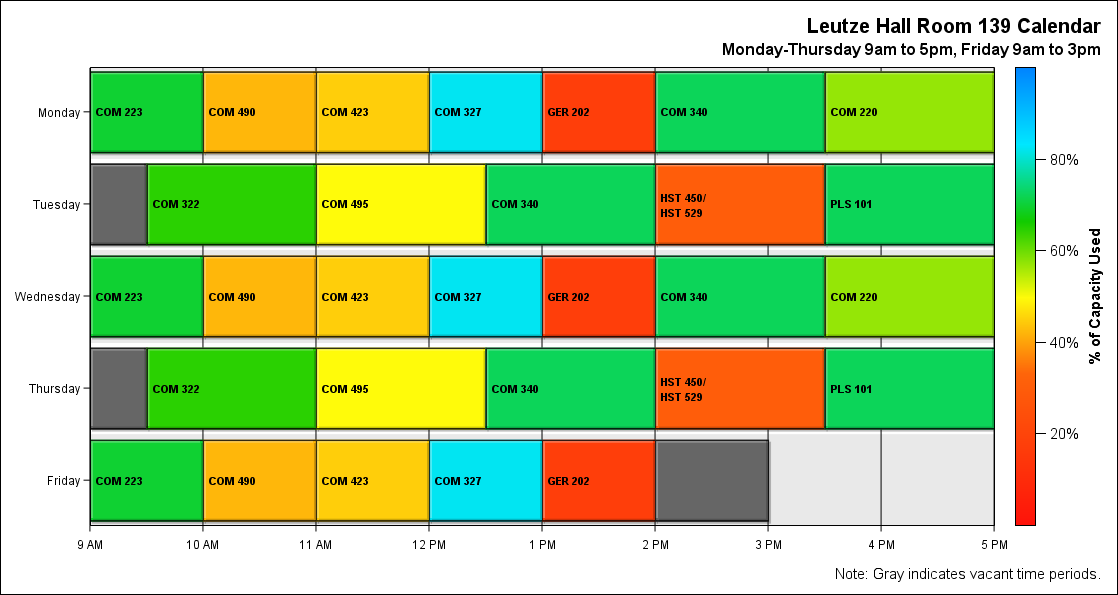 Leutze Hall Room 139 Calendar
Monday-Thursday 9am to 5pm, Friday 9am to 3pm
Monday
COM 223
COM 490
COM 423
COM 327
GER 202
COM 340
COM 220
Tuesday
COM 322
COM 495
COM 340
HST 450/
HST 529
PLS 101
Wednesday
COM 223
COM 490
COM 423
COM 327
GER 202
COM 340
COM 220
Thursday
COM 322
COM 495
COM 340
HST 450/
HST 529
PLS 101
Friday
COM 223
COM 490
COM 423
COM 327
GER 202
9 AM
10 AM
11 AM
12 PM
1 PM
2 PM
3 PM
4 PM
5 PM
80%
60%
40%
20%
% of Capacity Used
Note: Gray indicates vacant time periods.